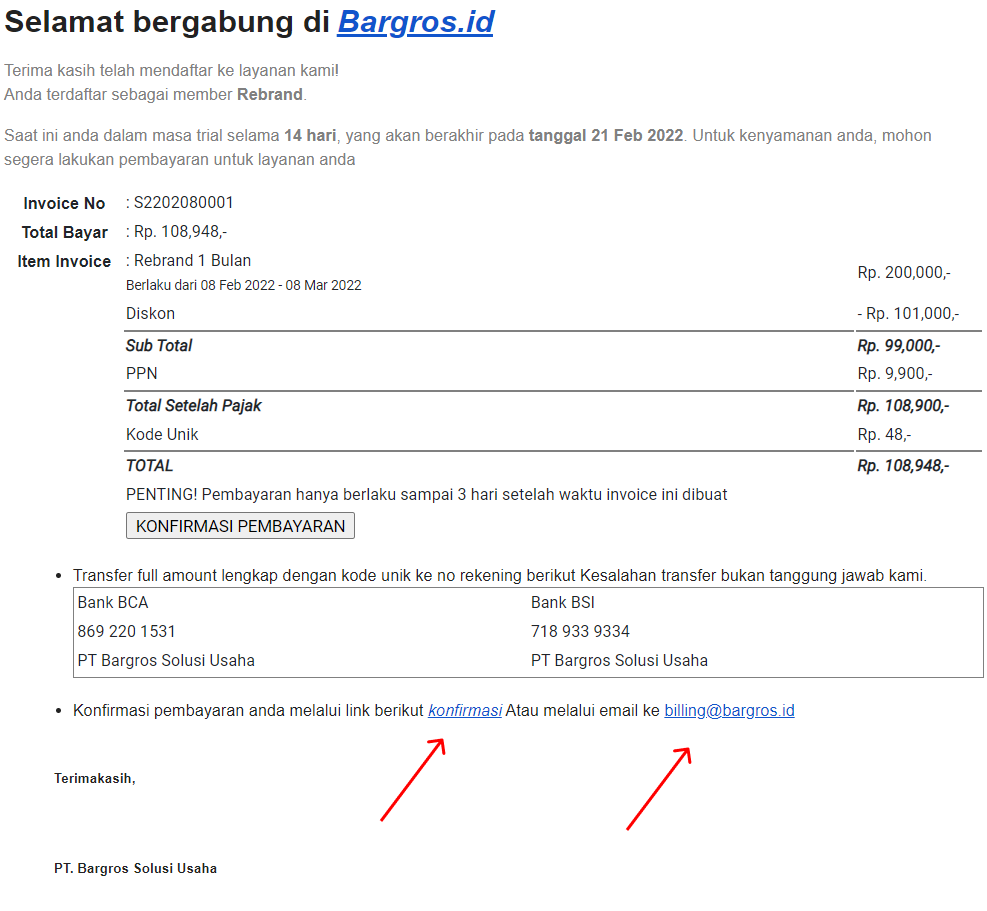 Selamat bergabung di Bargros.id
Terima kasih telah mendaftar ke layanan kami!
Anda terdaftar sebagai member Rebrand.
Saat ini anda dalam masa trial selama 14 hari, yang akan berakhir pada tanggal 21 Feb 2022. Untuk kenyamanan anda, mohon
segera lakukan pembayaran untuk layanan anda
Invoice No : S2202080001
Total Bayar : Rp. 108,948,-
Item Invoice : Rebrand 1 Bulan
Berlaku dari 08 Feb 2022 - 08 Mar 2022 Rp. 200,000,-
Diskon - Rp. 101,000,-
Sub Total Rp. 99,000,-
PPN Rp. 9,900,-
Total Setelah Pajak Rp. 108,900,-
Kode Unik Rp. 48,-
TOTAL Rp. 108,948,-
PENTING! Pembayaran hanya berlaku sampai 3 hari setelah waktu invoice ini dibuat
KONFIRMASI PEMBAYARAN
• Transfer full amount lengkap dengan kode unik ke no rekening berikut Kesalahan transfer bukan tanggung jawab kami.
Bank BCA Bank BSI
869 220 1531 718 933 9334
PT Bargros Solusi Usaha PT Bargros Solusi Usaha
• Konfirmasi pembayaran anda melalui link berikut konfirmasi Atau melalui email ke billing@bargros.id
Terimakasih,
PT. Bargros Solusi Usaha